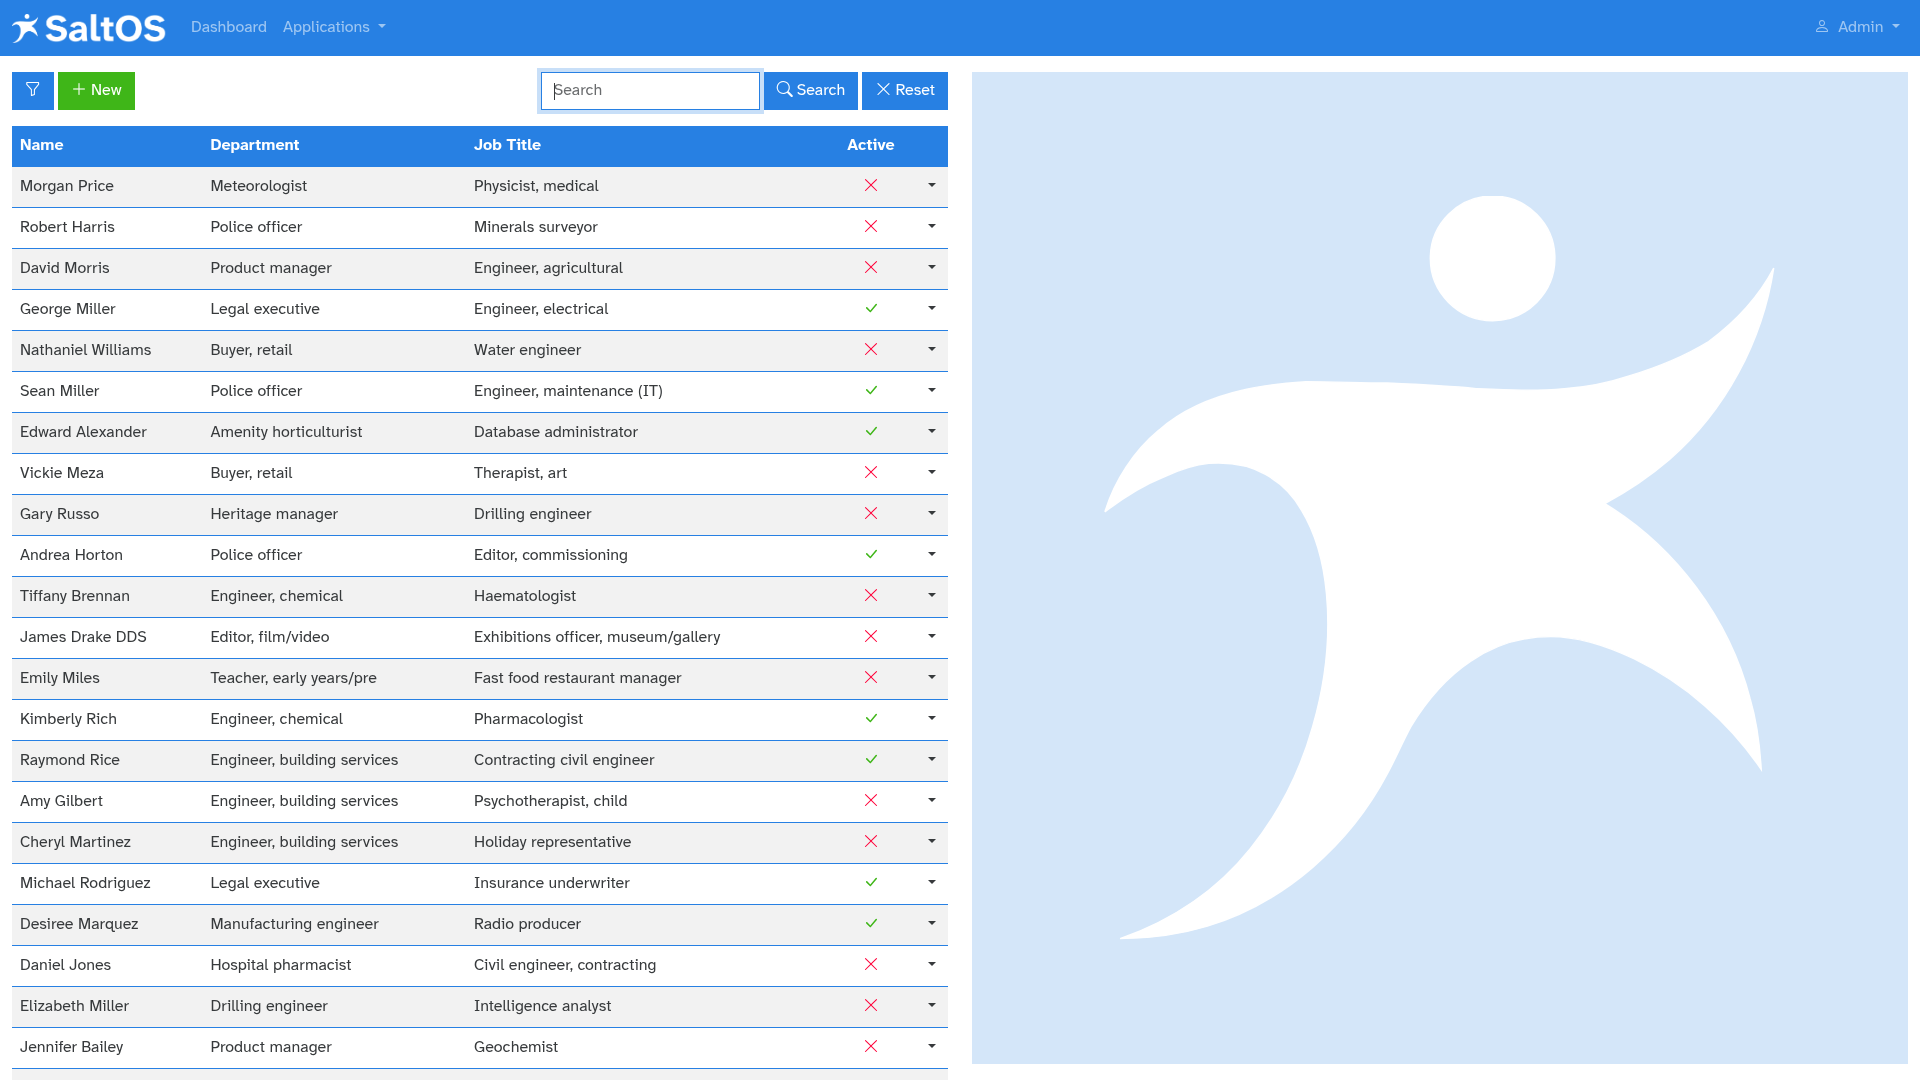 SaltOS Dashboard Applications Admin
New Search Search Reset
Name Department Job Title Active
Morgan Price Meteorologist Physicist, medical
Robert Harris Police officer Minerals surveyor
David Morris Product manager Engineer, agricultural
George Miller Legal executive Engineer, electrical
Nathaniel Williams Buyer, retail Water engineer
Sean Miller Police officer Engineer, maintenance (IT)
Edward Alexander Amenity horticulturist Database administrator
Vickie Meza Buyer, retail Therapist, art
Gary Russo Heritage manager Drilling engineer
Andrea Horton Police officer Editor, commissioning
Tiffany Brennan Engineer, chemical Haematologist
James Drake DDS Editor, film/video Exhibitions officer, museum/gallery
Emily Miles Teacher, early years/pre Fast food restaurant manager
Kimberly Rich Engineer, chemical Pharmacologist
Raymond Rice Engineer, building services Contracting civil engineer
Amy Gilbert Engineer, building services Psychotherapist, child
Cheryl Martinez Engineer, building services Holiday representative
Michael Rodriguez Legal executive Insurance underwriter
Desiree Marquez Manufacturing engineer Radio producer
Daniel Jones Hospital pharmacist Civil engineer, contracting
Elizabeth Miller Drilling engineer Intelligence analyst
Jennifer Bailey Product manager Geochemist